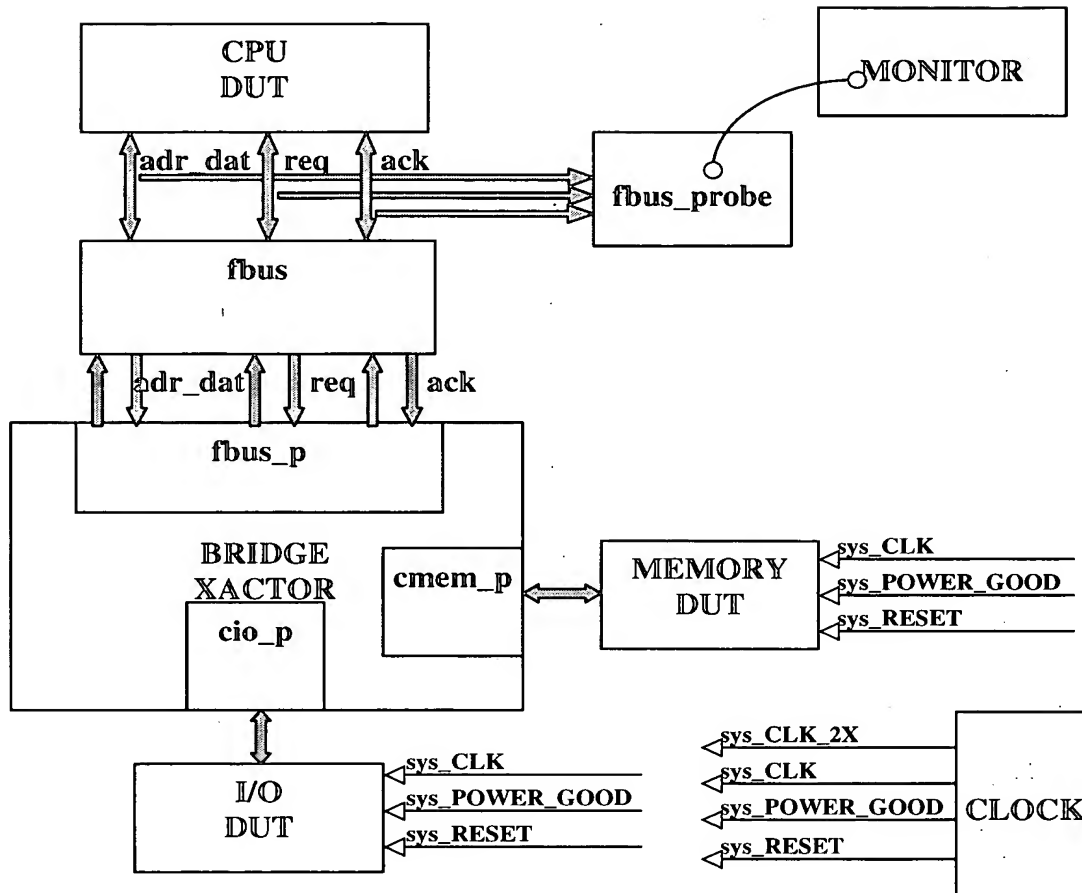 CPU
DUT
MONITOR
adr_dat
req
ack
fbus_probe
fbus
adr_dat
req
ack
fbus_p
BRIDGE
XACTOR
cmem_p
cio_p
MEMORY
DUT
sys_CLK
sys_POWER_GOOD
sys_RESET
I/O
DUT
sys_CLK
sys_POWER_GOOD
sys_RESET
sys_CLK_2X
sys_CLK
sys_POWER_GOOD
sys_RESET
CLOCK